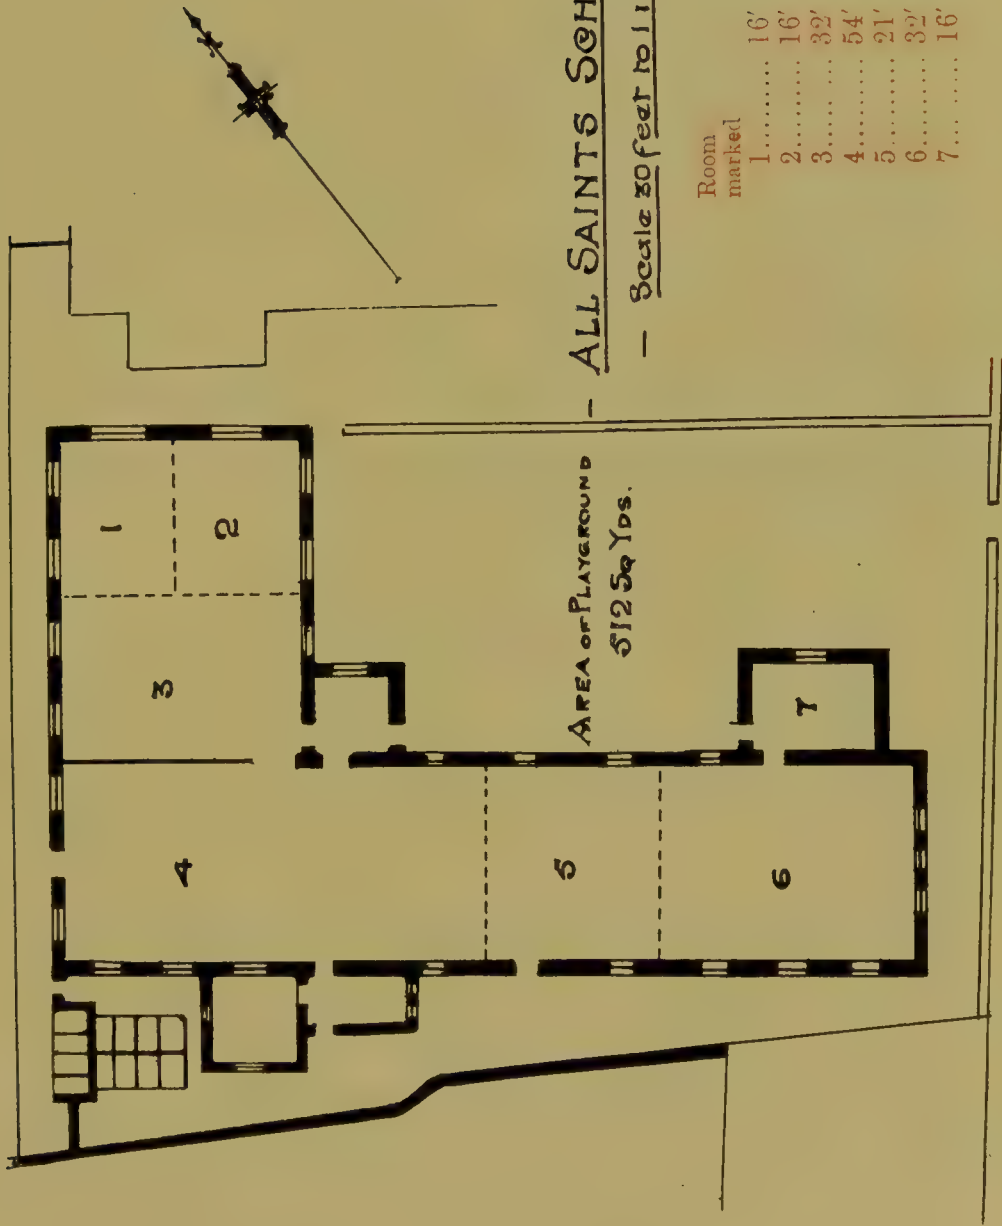 - ALL SAINTS SCH
- Scale 30 feet to 1 i
Room
marked
1......... 16'
2......... 16'
3......... 32'
4......... 54'
5......... 21'
6......... 32'
7......... 16'
AREA OF PLAYGROUND
512 SQ YDS.
1
2
3
4
5
6
7